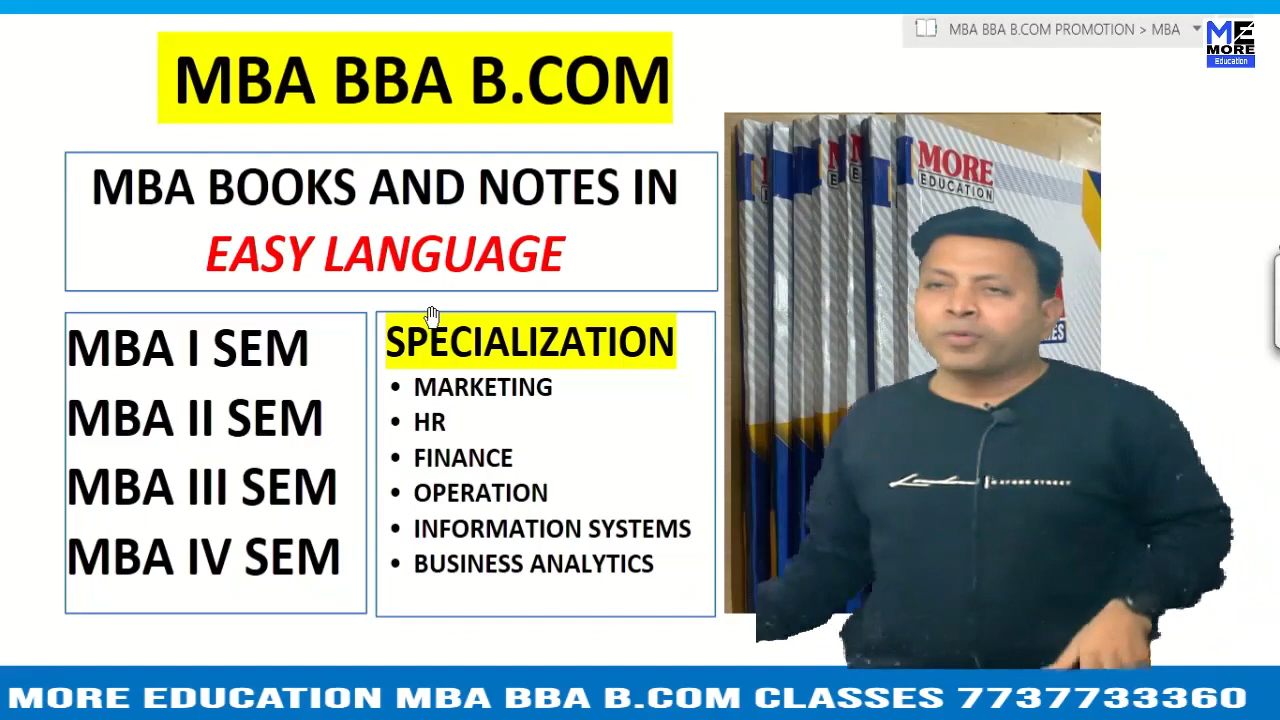 MBA BBA B.COM PROMOTION > MBA
ME
MORE
Education
MBA BBA B.COM
MBA BOOKS AND NOTES IN
EASY LANGUAGE
MBA I SEM
MBA II SEM
MBA III SEM
MBA IV SEM
SPECIALIZATION
• MARKETING
• HR
• FINANCE
• OPERATION
• INFORMATION SYSTEMS
• BUSINESS ANALYTICS
MORE
EDUCATION
MORE EDUCATION MBA BBA B.COM CLASSES 7737733360